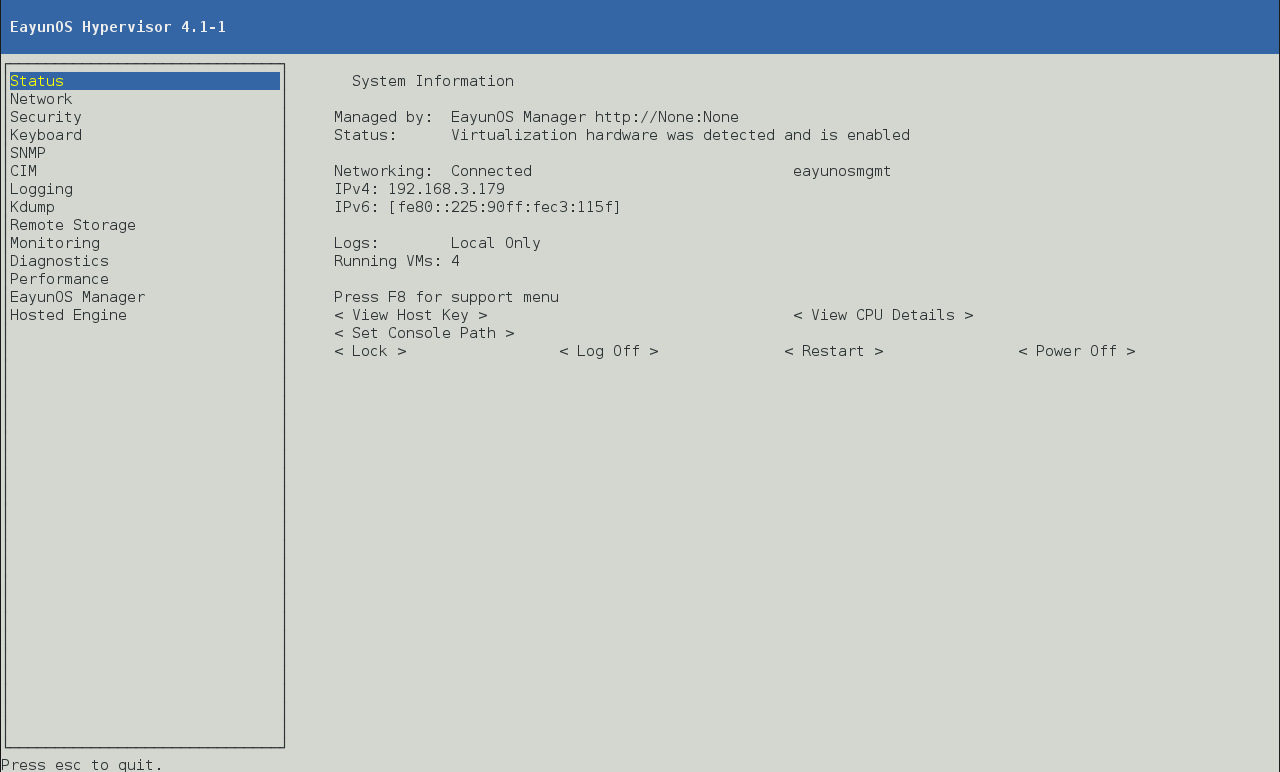 EayunOS Hypervisor 4.1-1
Status
Network
Security
Keyboard
SNMP
CIM
Logging
Kdump
Remote Storage
Monitoring
Diagnostics
Performance
EayunOS Manager
Hosted Engine
System Information
Managed by: EayunOS Manager http://None:None
Status: Virtualization hardware was detected and is enabled
Networking: Connected eayunosmgmt
IPv4: 192.168.3.179
IPv6: [fe80::225:90ff:fec3:115f]
Logs: Local Only
Running VMs: 4
Press F8 for support menu
< View Host Key > < View CPU Details >
< Set Console Path >
< Lock > < Log Off > < Restart > < Power Off >
Press esc to quit.